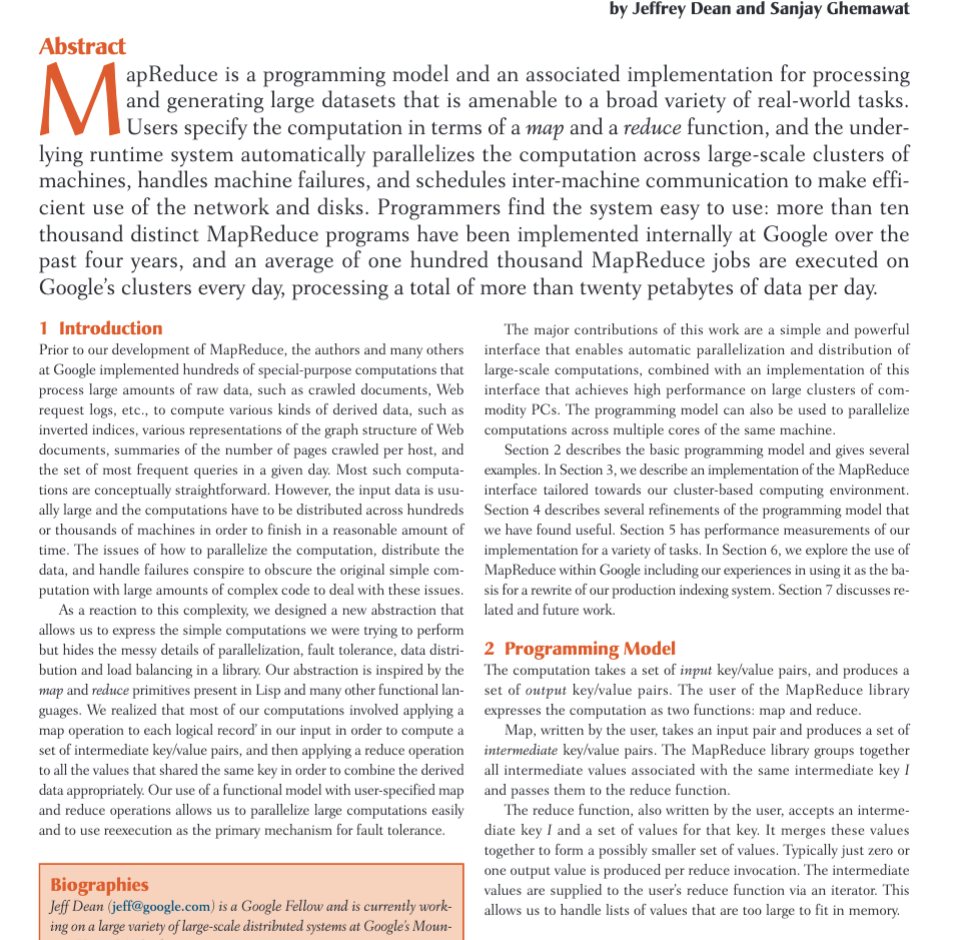 by Jeffrey Dean and Sanjay Ghemawat
Abstract
MapReduce is a programming model and an associated implementation for processing
and generating large datasets that is amenable to a broad variety of real-world tasks.
Users specify the computation in terms of a map and a reduce function, and the under-
lying runtime system automatically parallelizes the computation across large-scale clusters of
machines, handles machine failures, and schedules inter-machine communication to make effi-
cient use of the network and disks. Programmers find the system easy to use: more than ten
thousand distinct MapReduce programs have been implemented internally at Google over the
past four years, and an average of one hundred thousand MapReduce jobs are executed on
Google's clusters every day, processing a total of more than twenty petabytes of data per day.
1 Introduction
Prior to our development of MapReduce, the authors and many others
at Google implemented hundreds of special-purpose computations that
process large amounts of raw data, such as crawled documents, Web
request logs, etc., to compute various kinds of derived data, such as
inverted indices, various representations of the graph structure of Web
documents, summaries of the number of pages crawled per host, and
the set of most frequent queries in a given day. Most such computa-
tions are conceptually straightforward. However, the input data is usu-
ally large and the computations have to be distributed across hundreds
or thousands of machines in order to finish in a reasonable amount of
time. The issues of how to parallelize the computation, distribute the
data, and handle failures conspire to obscure the original simple com-
putation with large amounts of complex code to deal with these issues.
As a reaction to this complexity, we designed a new abstraction that
allows us to express the simple computations we were trying to perform
but hides the messy details of parallelization, fault tolerance, data distri-
bution and load balancing in a library. Our abstraction is inspired by the
map and reduce primitives present in Lisp and many other functional lan-
guages. We realized that most of our computations involved applying a
map operation to each logical record' in our input in order to compute a
set of intermediate key/value pairs, and then applying a reduce operation
to all the values that shared the same key in order to combine the derived
data appropriately. Our use of a functional model with user-specified map
and reduce operations allows us to parallelize large computations easily
and to use reexecution as the primary mechanism for fault tolerance.
Biographies
Jeff Dean (jeff@google.com) is a Google Fellow and is currently work-
ing on a large variety of large-scale distributed systems at Google's Moun-
The major contributions of this work are a simple and powerful
interface that enables automatic parallelization and distribution of
large-scale computations, combined with an implementation of this
interface that achieves high performance on large clusters of com-
modity PCs. The programming model can also be used to parallelize
computations across multiple cores of the same machine.
Section 2 describes the basic programming model and gives several
examples. In Section 3, we describe an implementation of the MapReduce
interface tailored towards our cluster-based computing environment.
Section 4 describes several refinements of the programming model that
we have found useful. Section 5 has performance measurements of our
implementation for a variety of tasks. In Section 6, we explore the use of
MapReduce within Google including our experiences in using it as the ba-
sis for a rewrite of our production indexing system. Section 7 discusses re-
lated and future work.
2 Programming Model
The computation takes a set of input key/value pairs, and produces a
set of output key/value pairs. The user of the MapReduce library
expresses the computation as two functions: map and reduce.
Map, written by the user, takes an input pair and produces a set of
intermediate key/value pairs. The MapReduce library groups together
all intermediate values associated with the same intermediate key I
and passes them to the reduce function.
The reduce function, also written by the user, accepts an interme-
diate key I and a set of values for that key. It merges these values
together to form a possibly smaller set of values. Typically just zero or
one output value is produced per reduce invocation. The intermediate
values are supplied to the user's reduce function via an iterator. This
allows us to handle lists of values that are too large to fit in memory.